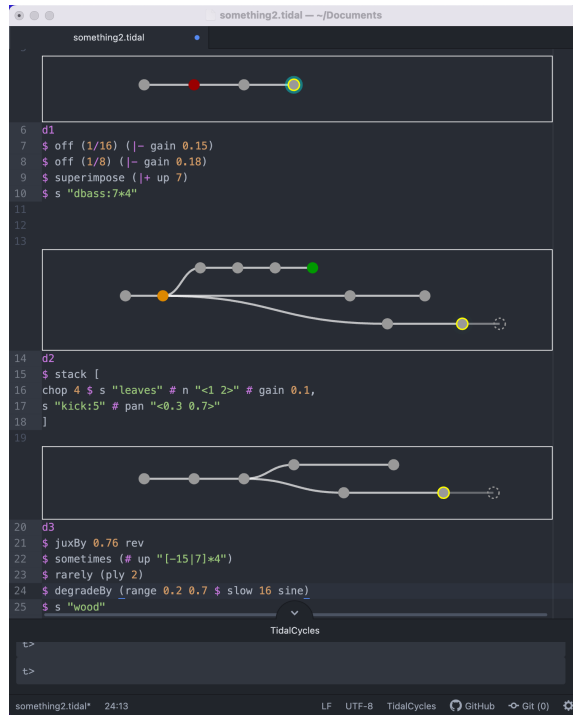 something2.tidal — ~/Documents
something2.tidal
6 d1
7 $ off (1/16) (|- gain 0.15)
8 $ off (1/8) (|- gain 0.18)
9 $ superimpose (|+ up 7)
10 $ s "dbass:7*4"
11
12
13
14 d2
15 $ stack [
16 chop 4 $ s "leaves" # n "<1 2>" # gain 0.1,
17 s "kick:5" # pan "<0.3 0.7>"
18 ]
19
20 d3
21 $ juxBy 0.76 rev
22 $ sometimes (# up "[-15|7]*4")
23 $ rarely (ply 2)
24 $ degradeBy (range 0.2 0.7 $ slow 16 sine)
25 $ s "wood"
TidalCycles
t>
t>
something2.tidal* 24:13 LF UTF-8 TidalCycles GitHub Git (0)